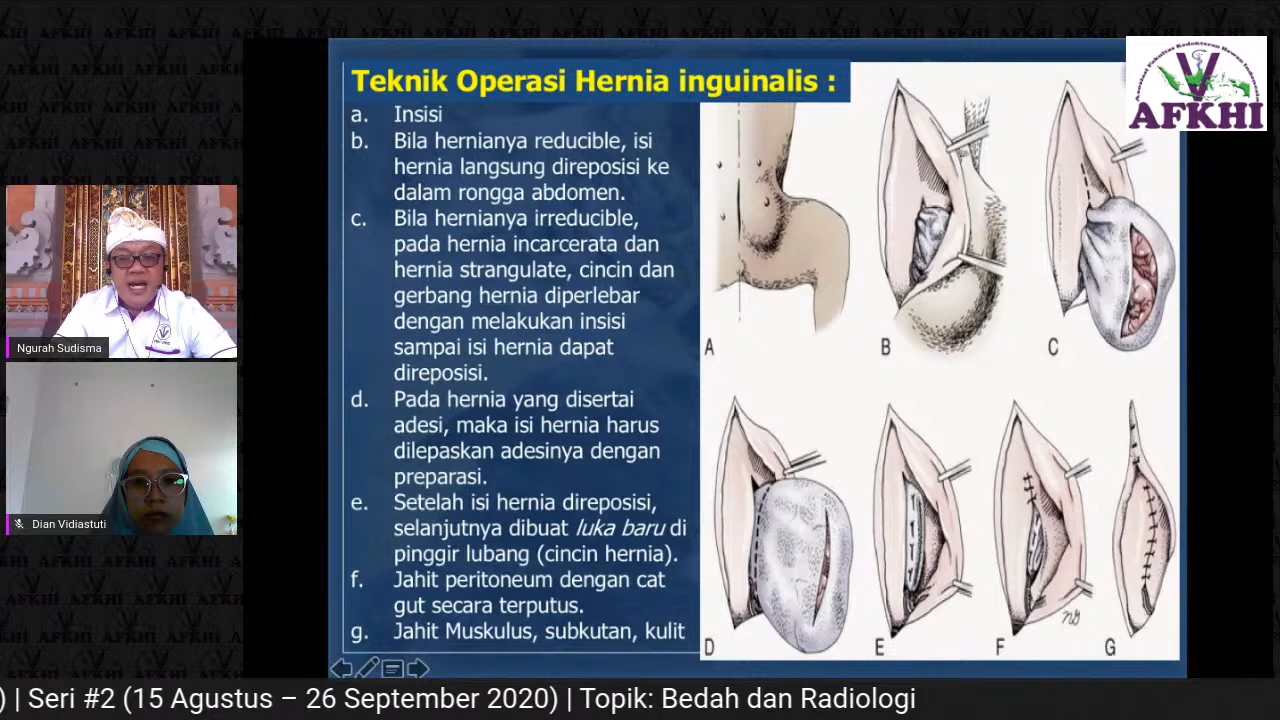 Teknik Operasi Hernia inguinalis :
a. Insisi
b. Bila hernianya reducible, isi
hernia langsung direposisi ke
dalam rongga abdomen.
c. Bila hernianya irreducible,
pada hernia incarcerata dan
hernia strangulate, cincin dan
gerbang hernia diperlebar
dengan melakukan insisi
sampai isi hernia dapat
direposisi.
d. Pada hernia yang disertai
adesi, maka isi hernia harus
dilepaskan adesinya dengan
preparasi.
e. Setelah isi hernia direposisi,
selanjutnya dibuat luka baru di
pinggir lubang (cincin hernia).
f. Jahit peritoneum dengan cat
gut secara terputus.
g. Jahit Muskulus, subkutan, kulit
A
B
C
D
E
F
G
AFKHI
Ngurah Sudisma
Dian Vidiastuti
) | Seri #2 (15 Agustus – 26 September 2020) | Topik: Bedah dan Radiologi